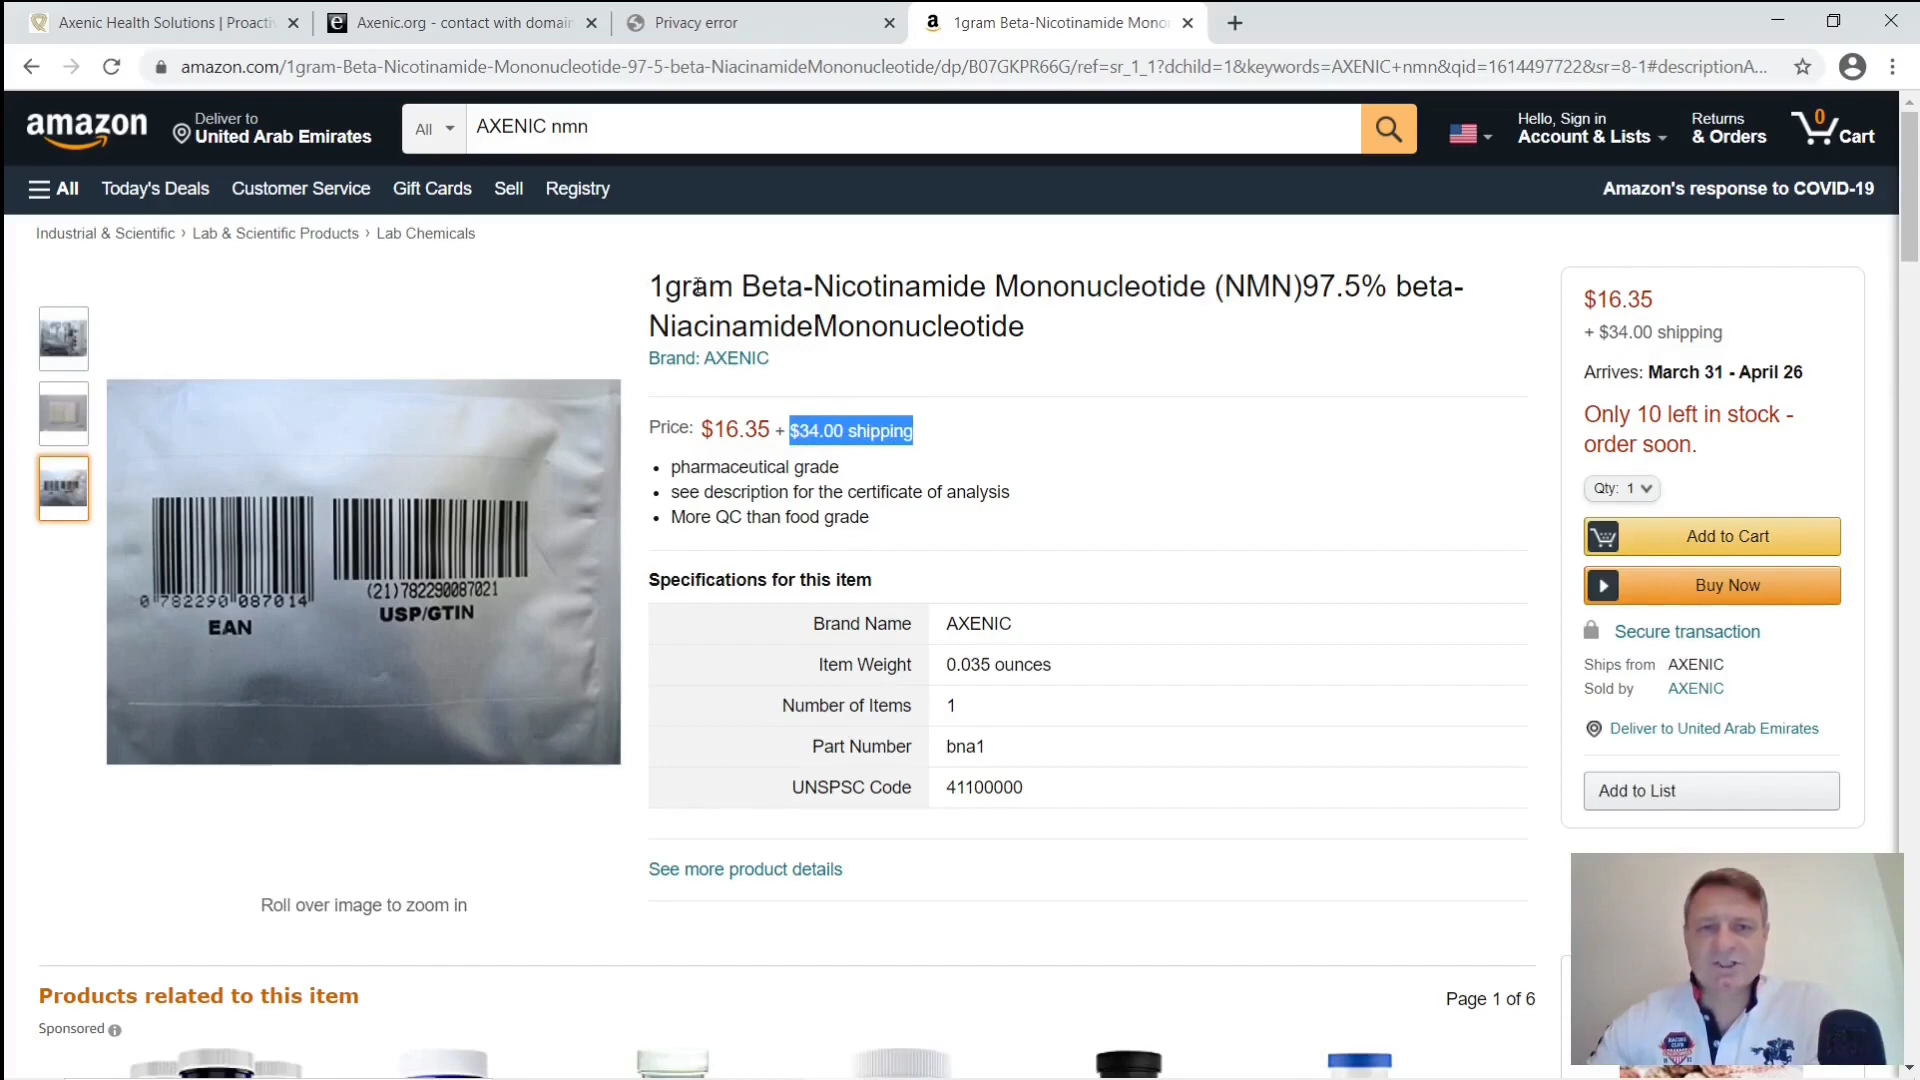 Axenic Health Solutions | Proacti
Axenic.org - contact with domain
Privacy error
1gram Beta-Nicotinamide Mono
amazon.com/1gram-Beta-Nicotinamide-Mononucleotide-97-5-beta-NiacinamideMononucleotide/dp/B07GKPR66G/ref=sr_1_1?dchild=1&keywords=AXENIC+nmn&qid=1614497722&sr=8-1#descriptionA...
amazon
Deliver to
United Arab Emirates
All
AXENIC nmn
Hello, Sign in
Account & Lists
Returns
& Orders
0
Cart
All
Today's Deals
Customer Service
Gift Cards
Sell
Registry
Amazon's response to COVID-19
Industrial & Scientific › Lab & Scientific Products › Lab Chemicals
1gram Beta-Nicotinamide Mononucleotide (NMN)97.5% beta-
NiacinamideMononucleotide
Brand: AXENIC
Price: $16.35 + $34.00 shipping
• pharmaceutical grade
• see description for the certificate of analysis
• More QC than food grade
Specifications for this item
Brand Name AXENIC
Item Weight 0.035 ounces
Number of Items 1
Part Number bna1
UNSPSC Code 41100000
See more product details
0 782290 087014
EAN
(21)782290087021
USP/GTIN
Roll over image to zoom in
$16.35
+ $34.00 shipping
Arrives: March 31 - April 26
Only 10 left in stock -
order soon.
Qty: 1
Add to Cart
Buy Now
Secure transaction
Ships from AXENIC
Sold by AXENIC
Deliver to United Arab Emirates
Add to List
Products related to this item
Page 1 of 6
Sponsored